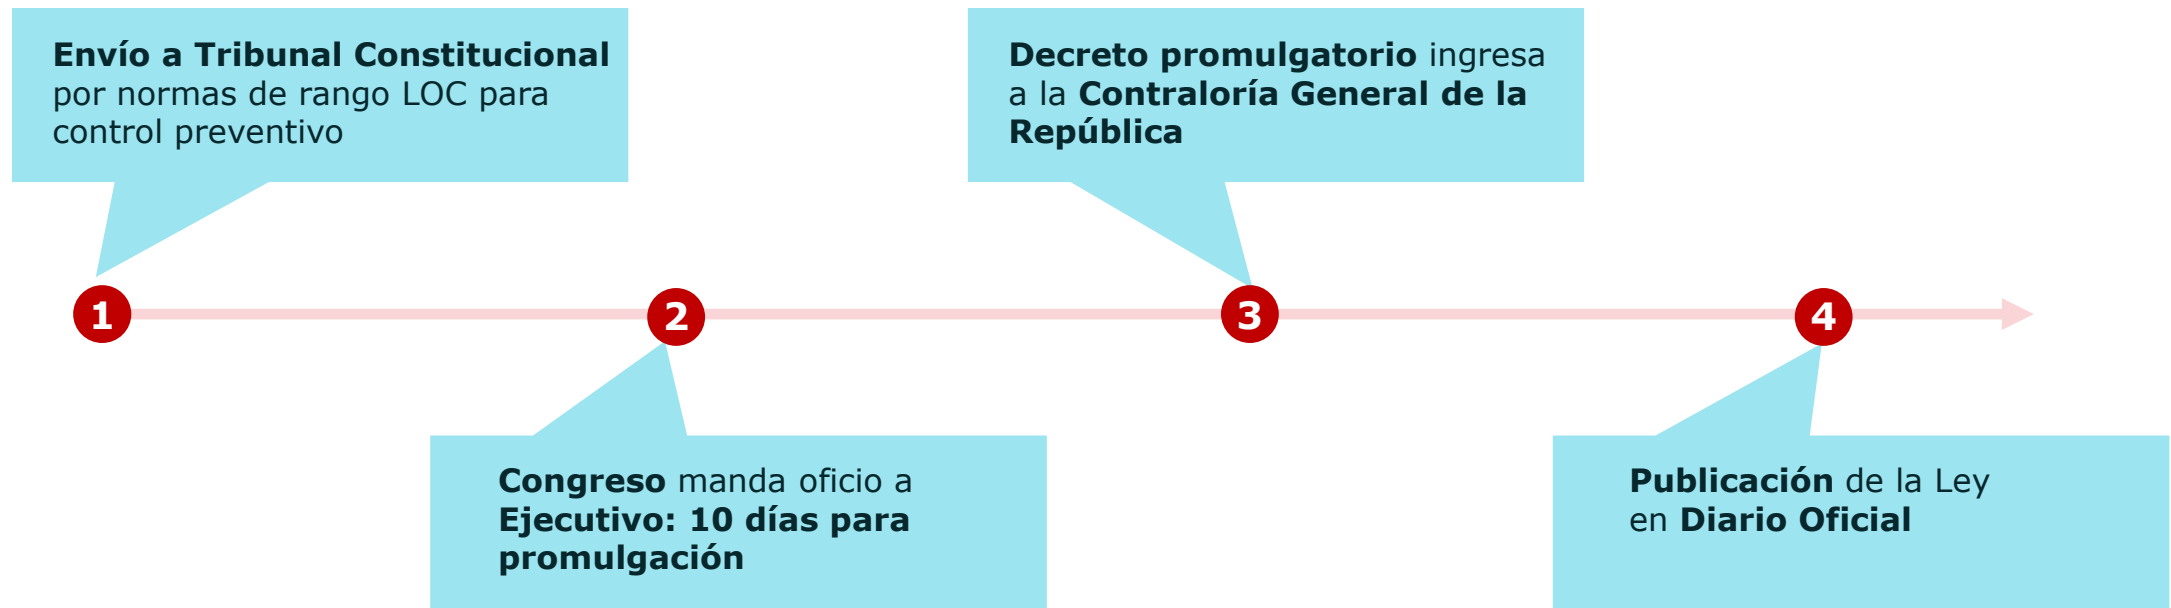 Envío a Tribunal Constitucional
por normas de rango LOC para
control preventivo
Decreto promulgatorio ingresa
a la Contraloría General de la
República
1
2
3
4
Congreso manda oficio a
Ejecutivo: 10 días para
promulgación
Publicación de la Ley
en Diario Oficial